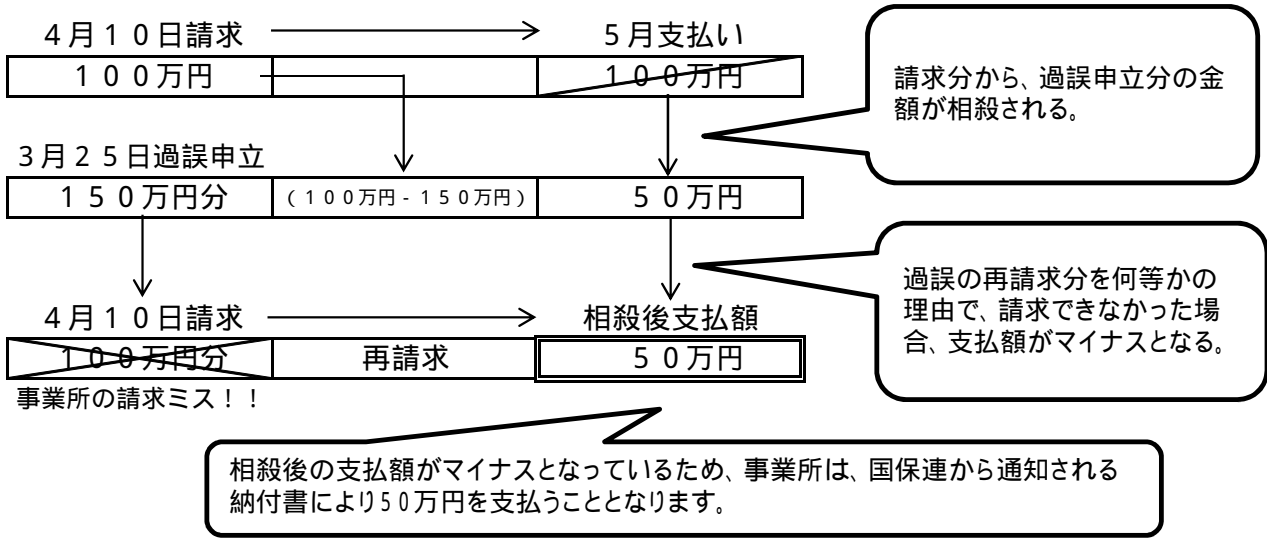 ４月１０日請求
５月支払い
１００万円
１００万円
請求分から、過誤申立分の金
額が相殺される。
３月２５日過誤申立
１５０万円分
（１００万円‐１５０万円）
５０万円
過誤の再請求分を何等かの
理由で、請求できなかった場
合、支払額がマイナスとなる。
４月１０日請求
相殺後支払額
１００万円分
再請求
５０万円
事業所の請求ミス！！
相殺後の支払額がマイナスとなっているため、事業所は、国保連から通知される
納付書により５０万円を支払うこととなります。